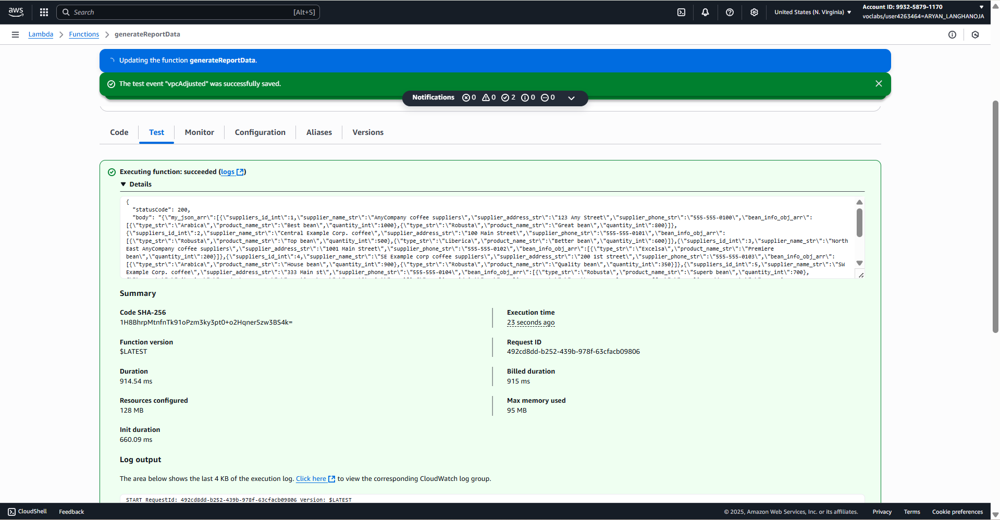 aws
Search
[Alt+S]
United States (N. Virginia)
Account ID: 9932-5879-1170
voclabs/user4263464=ARYAN_LANGHANOJA
Lambda
Functions
generateReportData
Updating the function generateReportData.
The test event "vpcAdjusted" was successfully saved.
Notifications 0 0 2 0 0
Code
Test
Monitor
Configuration
Aliases
Versions
Executing function: succeeded (logs)
Details
{
"statusCode": 200,
"body": "{\"my_json_arr\":[{\"suppliers_id_int\":1,\"supplier_name_str\":\"AnyCompany coffee suppliers\",\"supplier_address_str\":\"123 Any Street\",\"supplier_phone_str\":\"555-555-0100\",\"bean_info_obj_arr\":
[{\"type_str\":\"Arabica\",\"product_name_str\":\"Best bean\",\"quantity_int\":1000},{\"type_str\":\"Robusta\",\"product_name_str\":\"Great bean\",\"quantity_int\":800}]},
{\"suppliers_id_int\":2,\"supplier_name_str\":\"Central Example Corp. coffee\",\"supplier_address_str\":\"100 Main Street\",\"supplier_phone_str\":\"555-555-0101\",\"bean_info_obj_arr\":
[{\"type_str\":\"Robusta\",\"product_name_str\":\"Top bean\",\"quantity_int\":500},{\"type_str\":\"Liberica\",\"product_name_str\":\"Better bean\",\"quantity_int\":600}]},{\"suppliers_id_int\":3,\"supplier_name_str\":\"North
East AnyCompany coffee suppliers\",\"supplier_address_str\":\"1001 Main Street\",\"supplier_phone_str\":\"555-555-0102\",\"bean_info_obj_arr\":[{\"type_str\":\"Excelsa\",\"product_name_str\":\"Premiere
bean\",\"quantity_int\":200}]},{\"suppliers_id_int\":4,\"supplier_name_str\":\"SE Example corp coffee suppliers\",\"supplier_address_str\":\"200 1st street\",\"supplier_phone_str\":\"555-555-0103\",\"bean_info_obj_arr\":
[{\"type_str\":\"Arabica\",\"product_name_str\":\"House bean\",\"quantity_int\":900},{\"type_str\":\"Robusta\",\"product_name_str\":\"Quality bean\",\"quantity_int\":350}]},{\"suppliers_id_int\":5,\"supplier_name_str\":\"SW
Example Corp. coffee\",\"supplier_address_str\":\"333 Main st\",\"supplier_phone_str\":\"555-555-0104\",\"bean_info_obj_arr\":[{\"type_str\":\"Robusta\",\"product_name_str\":\"Superb bean\",\"quantity_int\":700},
Summary
Code SHA-256
1H8BhrpMtnfnTk91oPzm3ky3pt0+o2Hqner5zw3BS4k=
Execution time
23 seconds ago
Function version
$LATEST
Request ID
492cd8dd-b252-439b-978f-63cfacb09806
Duration
914.54 ms
Billed duration
915 ms
Resources configured
128 MB
Max memory used
95 MB
Init duration
660.09 ms
Log output
The area below shows the last 4 KB of the execution log. Click here to view the corresponding CloudWatch log group.
START RequestId: 492cd8dd-b252-439b-978f-63cfacb09806 Version: $LATEST
CloudShell
Feedback
© 2025, Amazon Web Services, Inc. or its affiliates.
Privacy
Terms
Cookie preferences